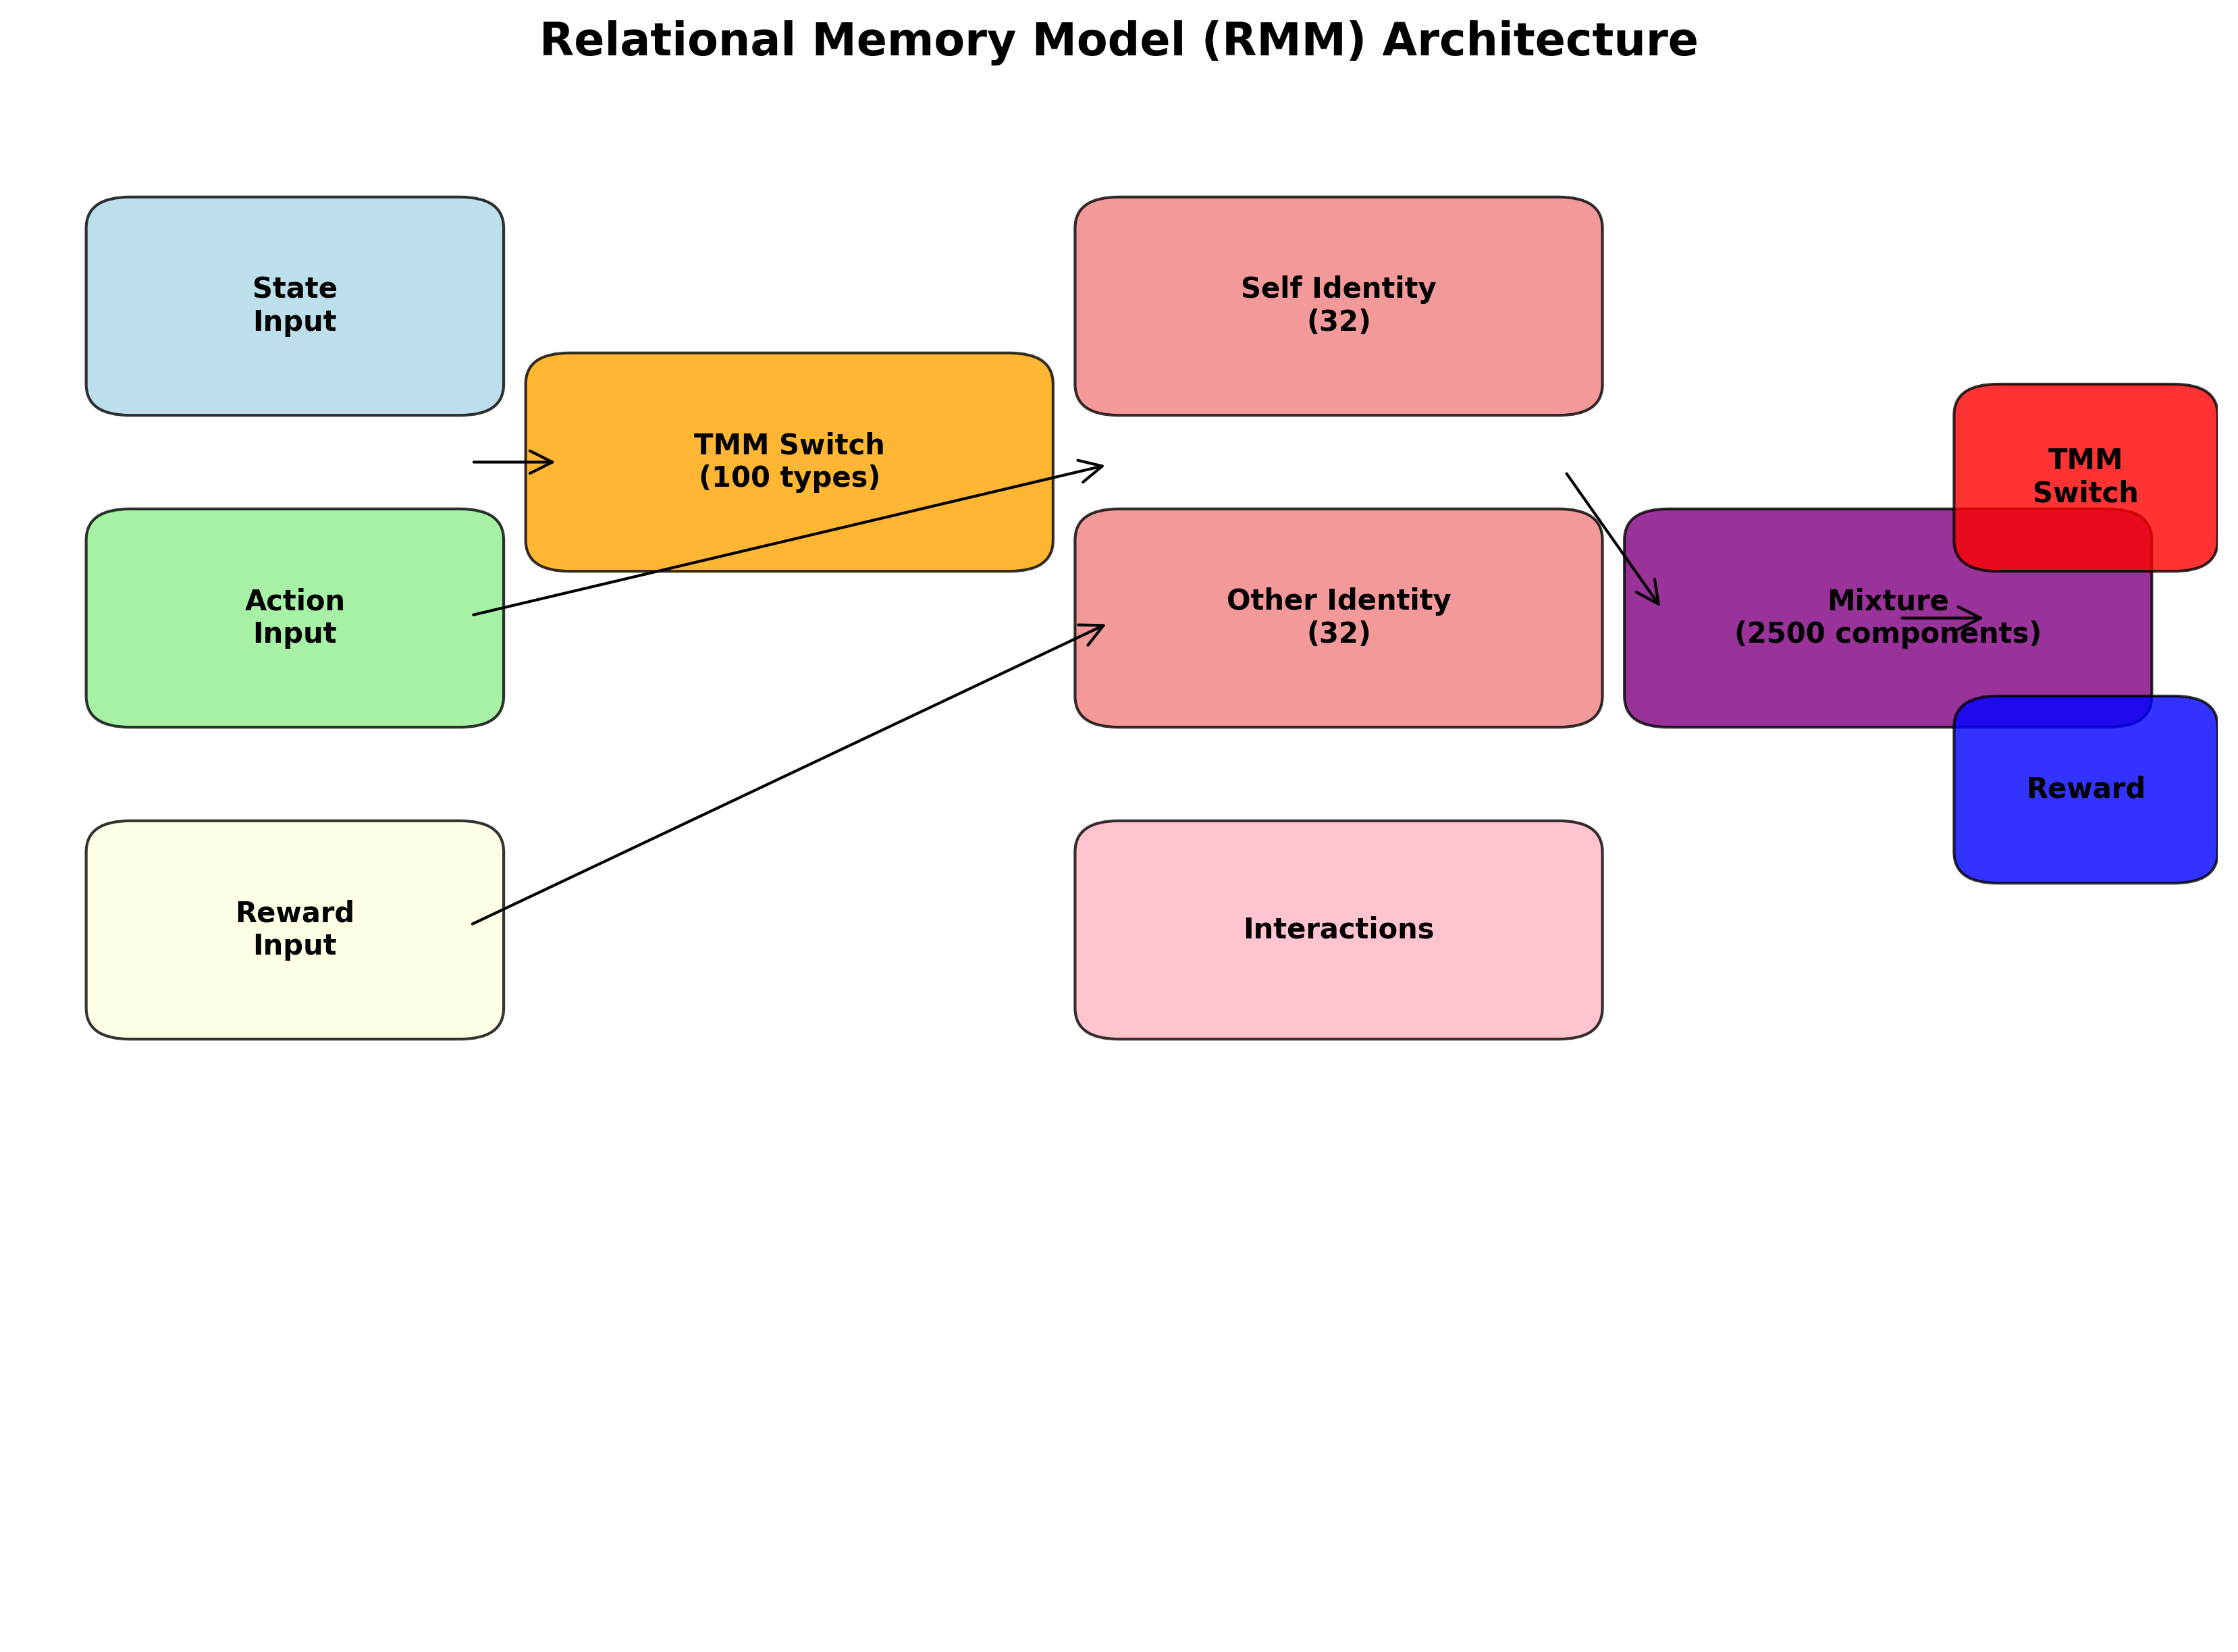 Relational Memory Model (RMM) Architecture
State
Input
Self Identity
(32)
TMM Switch
(100 types)
TMM
Switch
Action
Input
Other Identity
(32)
Mixture
(2500 components)
Reward
Reward
Input
Interactions